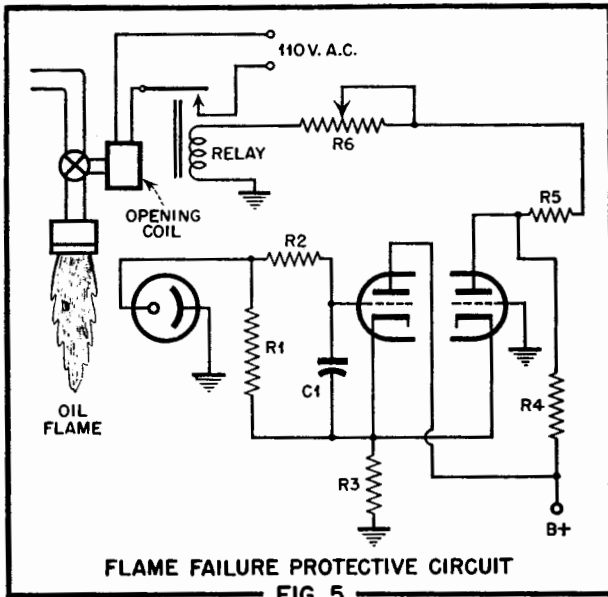 110 V. A.C.
RELAY
R6
OPENING
COIL
R5
R2
R1
C1
R4
R3
B+
OIL
FLAME
FLAME FAILURE PROTECTIVE CIRCUIT
FIG. 5